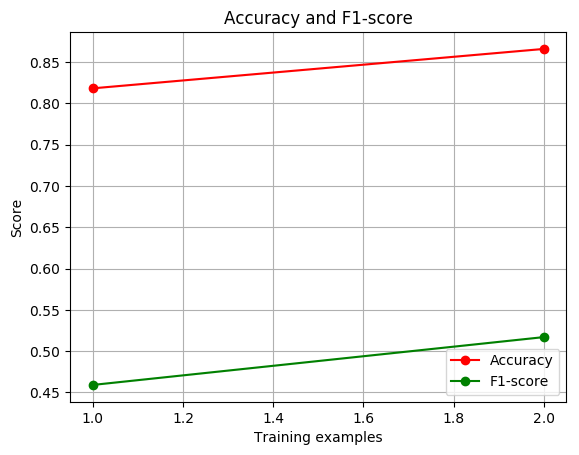 Accuracy and F1-score
Score
0.85
0.80
0.75
0.70
0.65
0.60
0.55
0.50
0.45
Accuracy
F1-score
1.0 1.2 1.4 1.6 1.8 2.0
Training examples